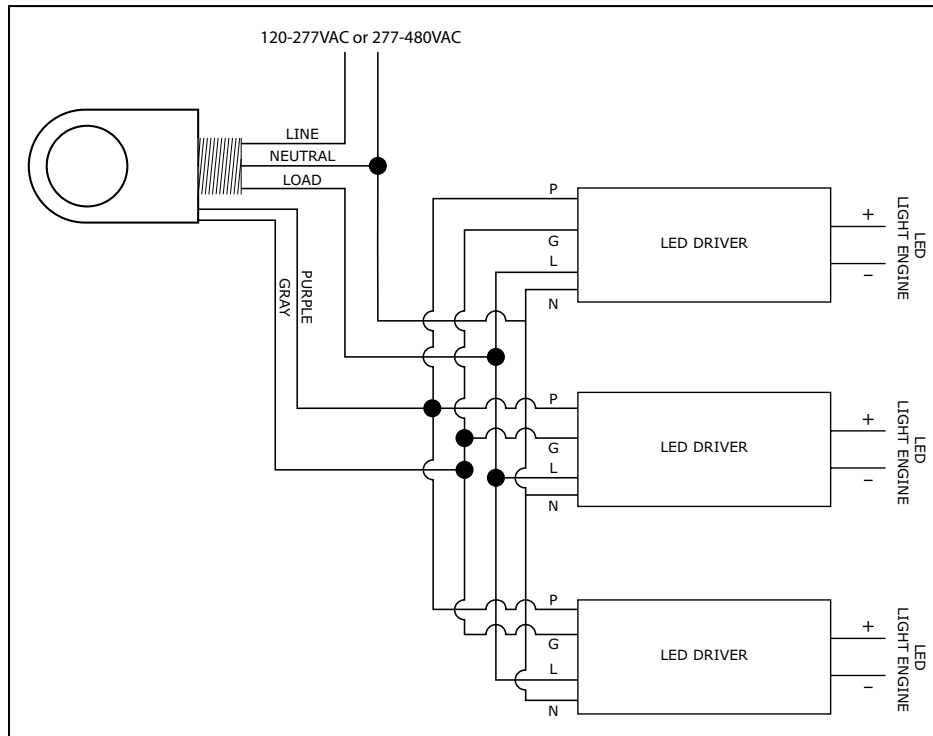 120-277VAC or 277-480VAC
LINE
NEUTRAL
LOAD
PURPLE
GRAY
P
G
L
N
LED DRIVER
+
−
LED
LIGHT ENGINE
P
G
L
N
LED DRIVER
+
−
LED
LIGHT ENGINE
P
G
L
N
LED DRIVER
+
−
LED
LIGHT ENGINE